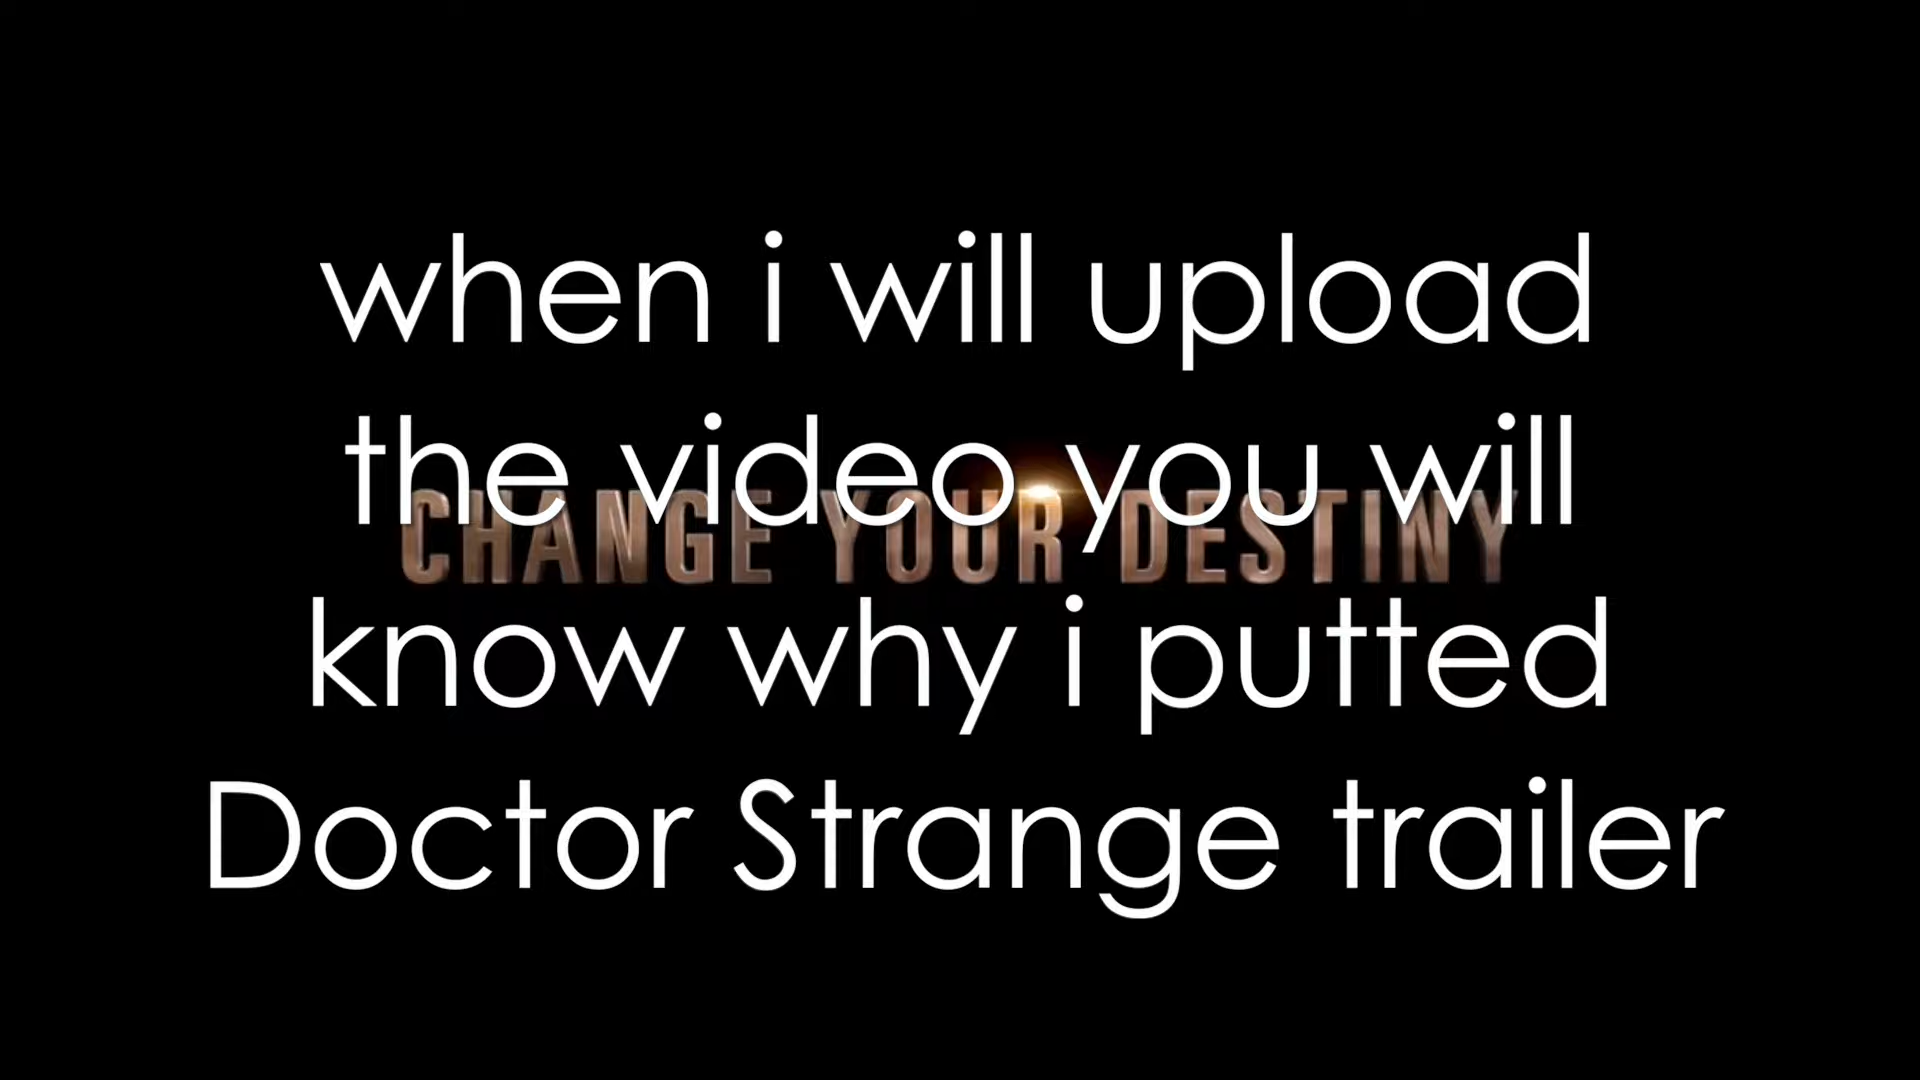 when i will upload
the video you will
CHANGE YOUR DESTINY
know why i putted
Doctor Strange trailer